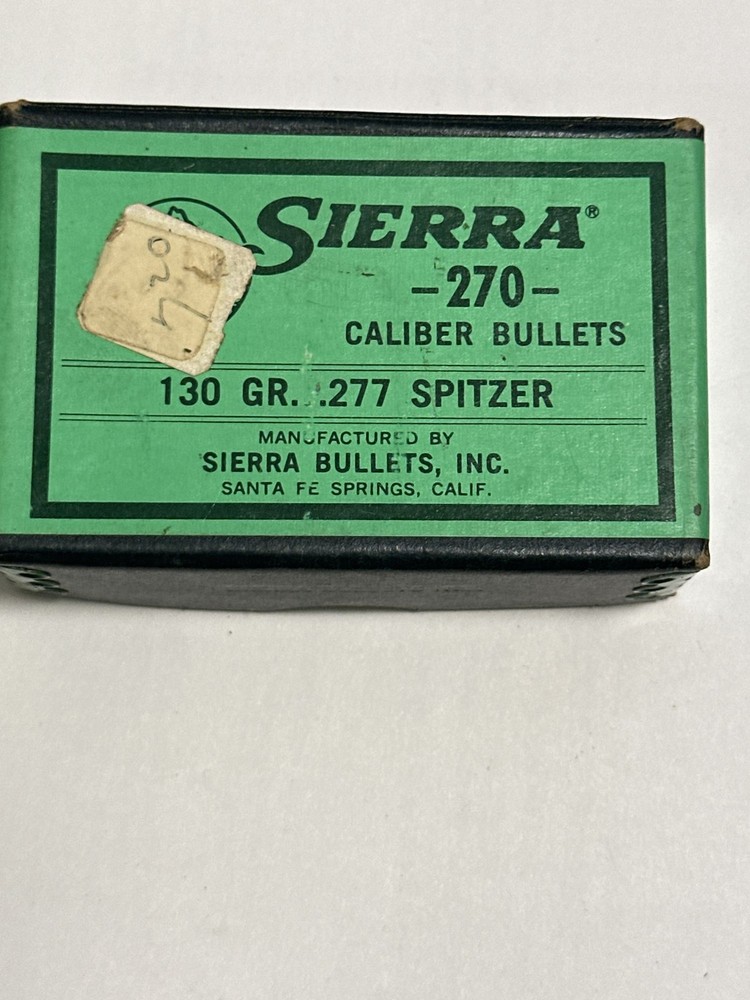 SIERRA®
-270-
CALIBER BULLETS
130 GR. .277 SPITZER
MANUFACTURED BY
SIERRA BULLETS, INC.
SANTA FE SPRINGS, CALIF.